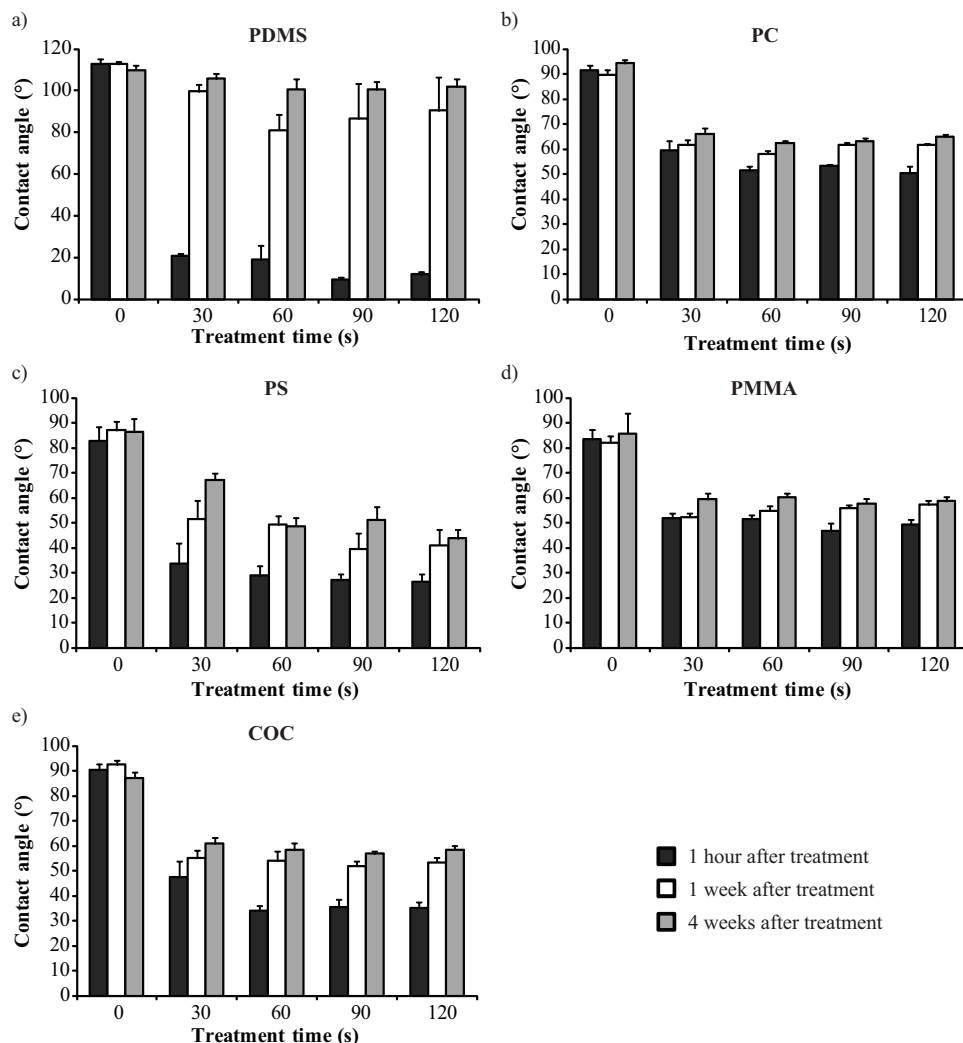 a)
PDMS
120
100
80
60
40
20
0
Contact angle (°)
0 30 60 90 120
Treatment time (s)
b)
PC
100
90
80
70
60
50
40
30
20
10
0
Contact angle (°)
0 30 60 90 120
Treatment time (s)
c)
PS
100
90
80
70
60
50
40
30
20
10
0
Contact angle (°)
0 30 60 90 120
Treatment time (s)
d)
PMMA
100
90
80
70
60
50
40
30
20
10
0
Contact angle (°)
0 30 60 90 120
Treatment time (s)
e)
COC
100
90
80
70
60
50
40
30
20
10
0
Contact angle (°)
0 30 60 90 120
Treatment time (s)
1 hour after treatment
1 week after treatment
4 weeks after treatment